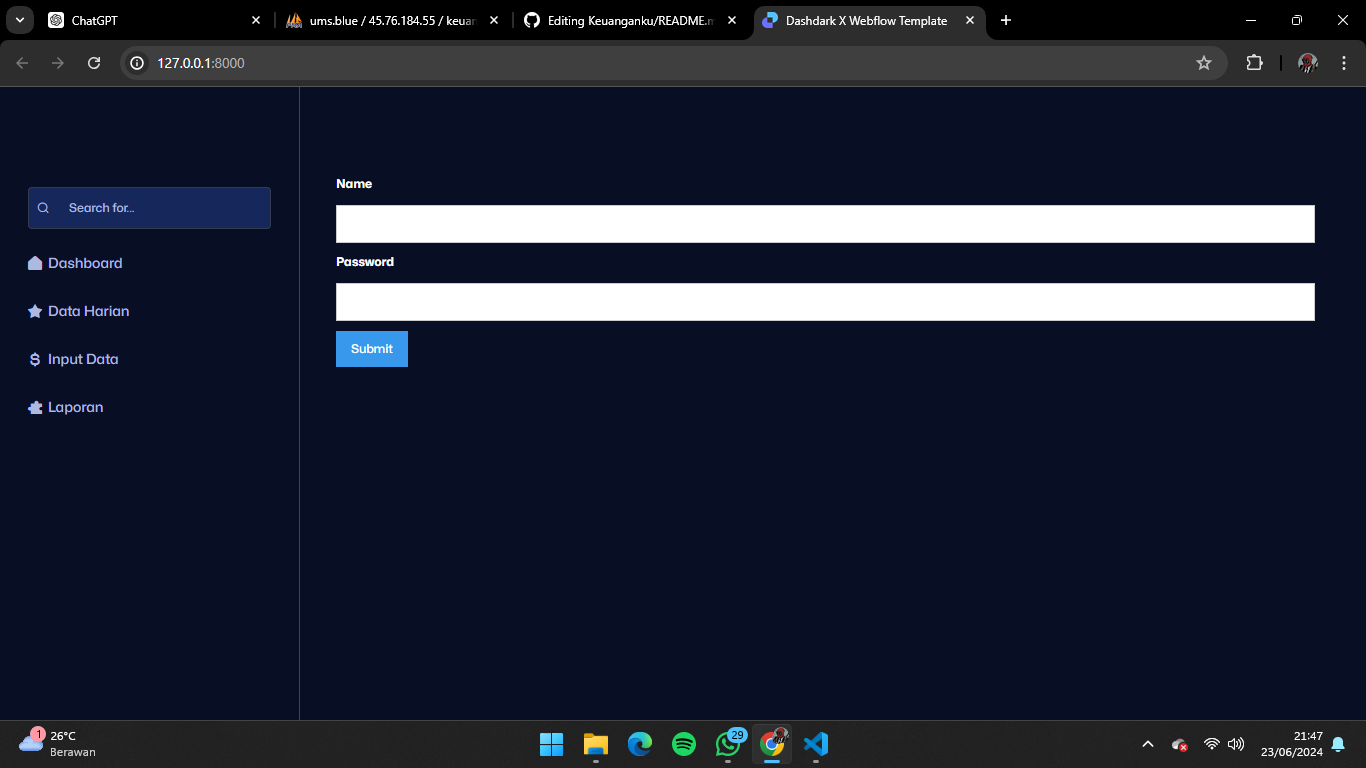 ChatGPT
ums.blue / 45.76.184.55 / keuan
Editing Keuanganku/README.m
Dashdark X Webflow Template
127.0.0.1:8000
Search for...
Dashboard
Data Harian
Input Data
Laporan
Name
Password
Submit
1
26°C
Berawan
29
21:47
23/06/2024